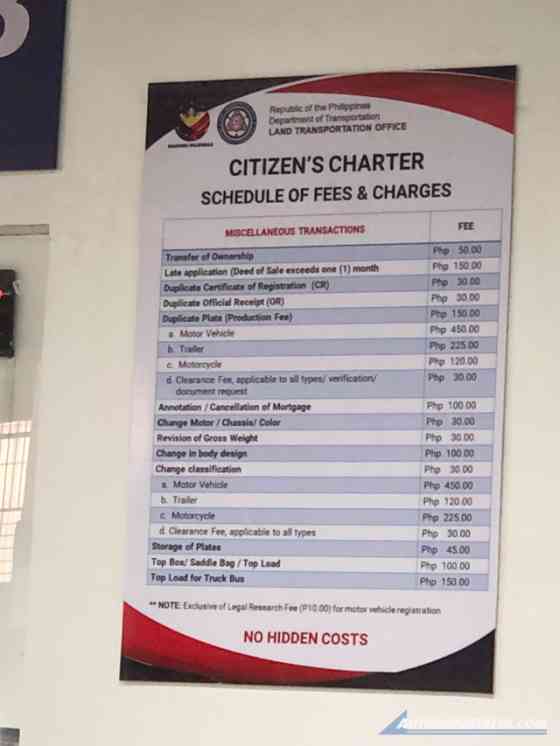 Republic of the Philippines
Department of Transportation
LAND TRANSPORTATION OFFICE
CITIZEN'S CHARTER
SCHEDULE OF FEES & CHARGES
MISCELLANEOUS TRANSACTIONS FEE
Transfer of Ownership Php 50.00
Late application (Deed of Sale exceeds one (1) month Php 150.00
Duplicate Certificate of Registration (CR) Php 30.00
Duplicate Official Receipt (OR) Php 30.00
Duplicate Plate (Production Fee) Php 150.00
a. Motor Vehicle Php 450.00
b. Trailer Php 225.00
c. Motorcycle Php 120.00
d. Clearance Fee, applicable to all types/ verification/ Php 30.00
document request
Annotation / Cancellation of Mortgage Php 100.00
Change Motor / Chassis/ Color Php 30.00
Revision of Gross Weight Php 30.00
Change in body design Php 100.00
Change classification Php 30.00
a. Motor Vehicle Php 450.00
b. Trailer Php 120.00
c. Motorcycle Php 225.00
d. Clearance Fee, applicable to all types Php 30.00
Storage of Plates Php 45.00
Top Box/ Saddle Bag / Top Load Php 100.00
Top Load for Truck Bus Php 150.00
** NOTE: Exclusive of Legal Research Fee (P10.00) for motor vehicle registration
NO HIDDEN COSTS